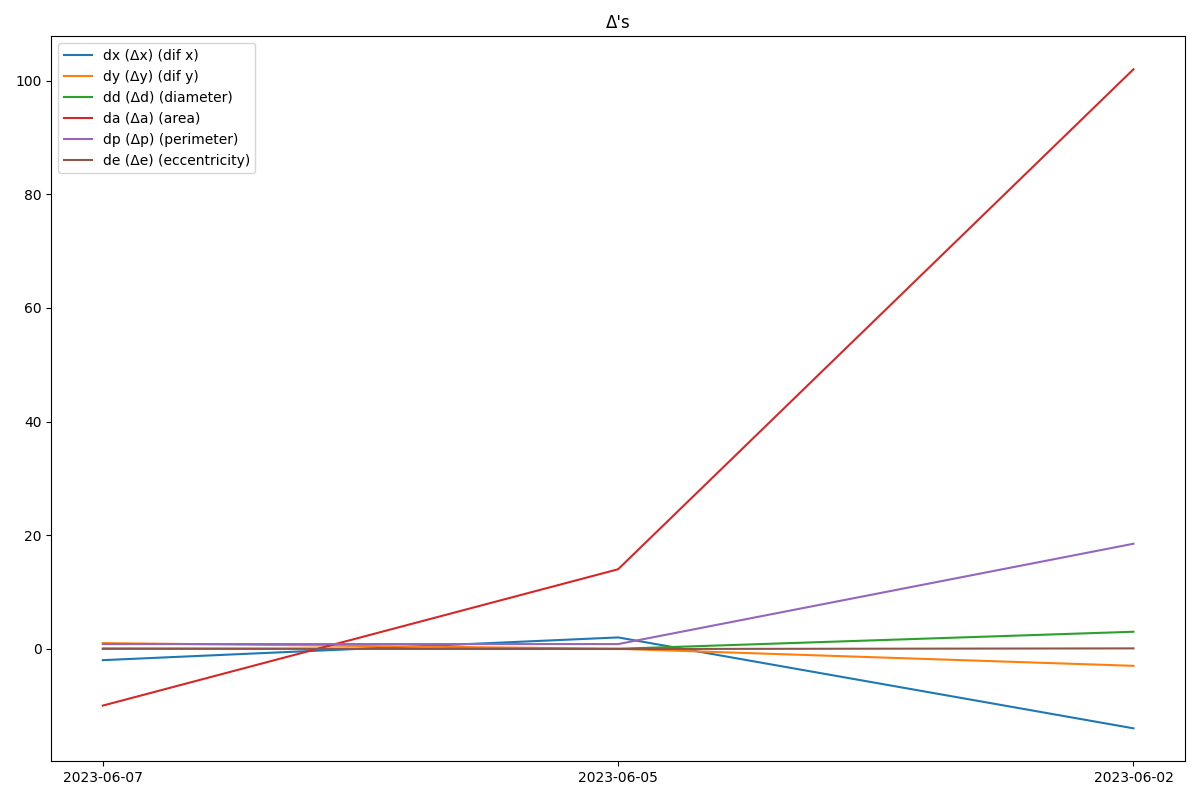 Δ's
dx (Δx) (dif x)
dy (Δy) (dif y)
dd (Δd) (diameter)
da (Δa) (area)
dp (Δp) (perimeter)
de (Δe) (eccentricity)
100
80
60
40
20
0
2023-06-07 2023-06-05 2023-06-02